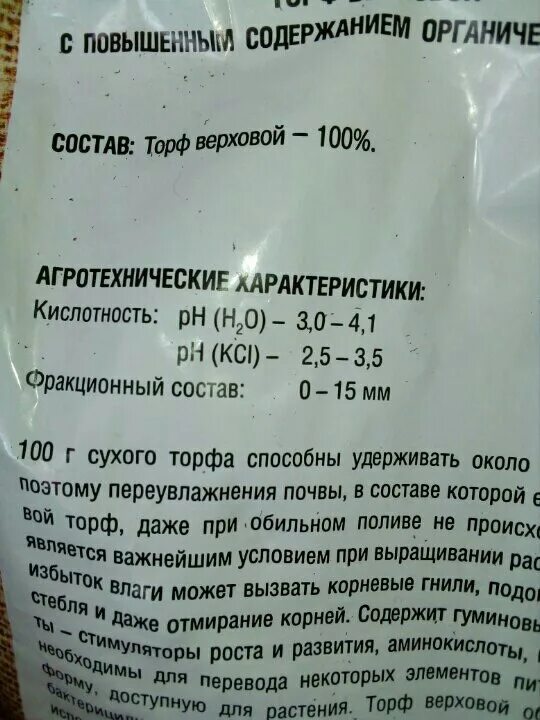 С ПОВЫШЕННЫМ СОДЕРЖАНИЕМ ОРГАНИЧЕ
СОСТАВ: Торф верховой – 100%.
АГРОТЕХНИЧЕСКИЕ ХАРАКТЕРИСТИКИ:
Кислотность: pH (H₂O) – 3,0 – 4,1
pH (KCl) – 2,5 – 3,5
Фракционный состав: 0 – 15 мм
100 г сухого торфа способны удерживать около
поэтому переувлажнения почвы, в составе которой е
вой торф, даже при обильном поливе не происхо
является важнейшим условием при выращивании рас
избыток влаги может вызвать корневые гнили, подо
стебля и даже отмирание корней. Содержит гуминовы
ты – стимуляторы роста и развития, аминокислоты,
необходимы для перевода некоторых элементов пит
форму, доступную для растения. Торф верховой об
бактерицидн